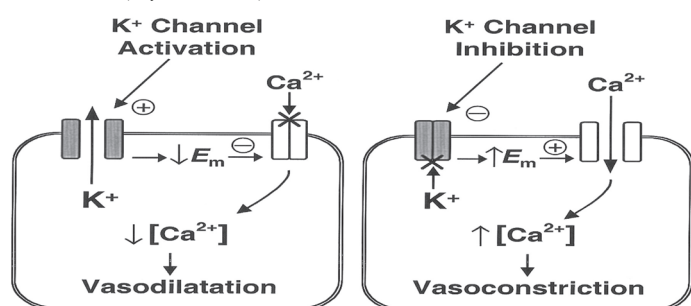 K⁺ Channel
Activation
Ca²⁺
⊕
↓Eₘ
⊖
K⁺
↓ [Ca²⁺]
Vasodilatation
K⁺ Channel
Inhibition
Ca²⁺
⊖
↑Eₘ
⊕
K⁺
↑ [Ca²⁺]
Vasoconstriction